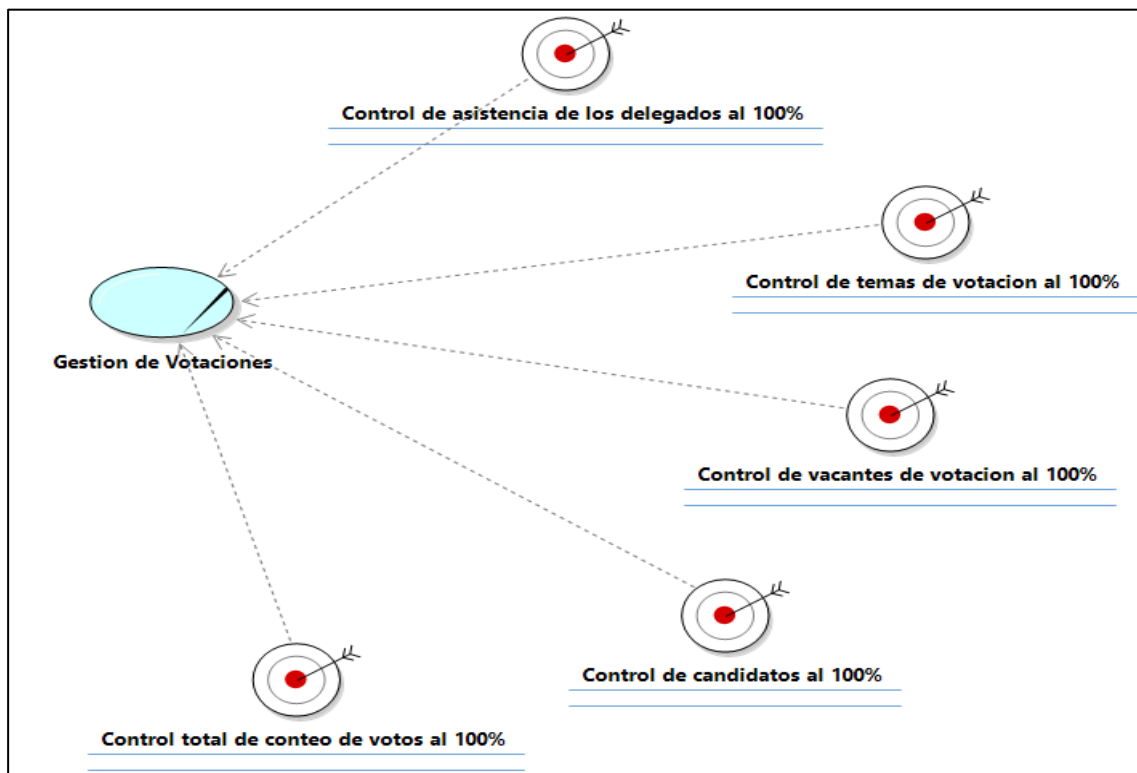 Control de asistencia de los delegados al 100%
Control de temas de votacion al 100%
Gestion de Votaciones
Control de vacantes de votacion al 100%
Control de candidatos al 100%
Control total de conteo de votos al 100%